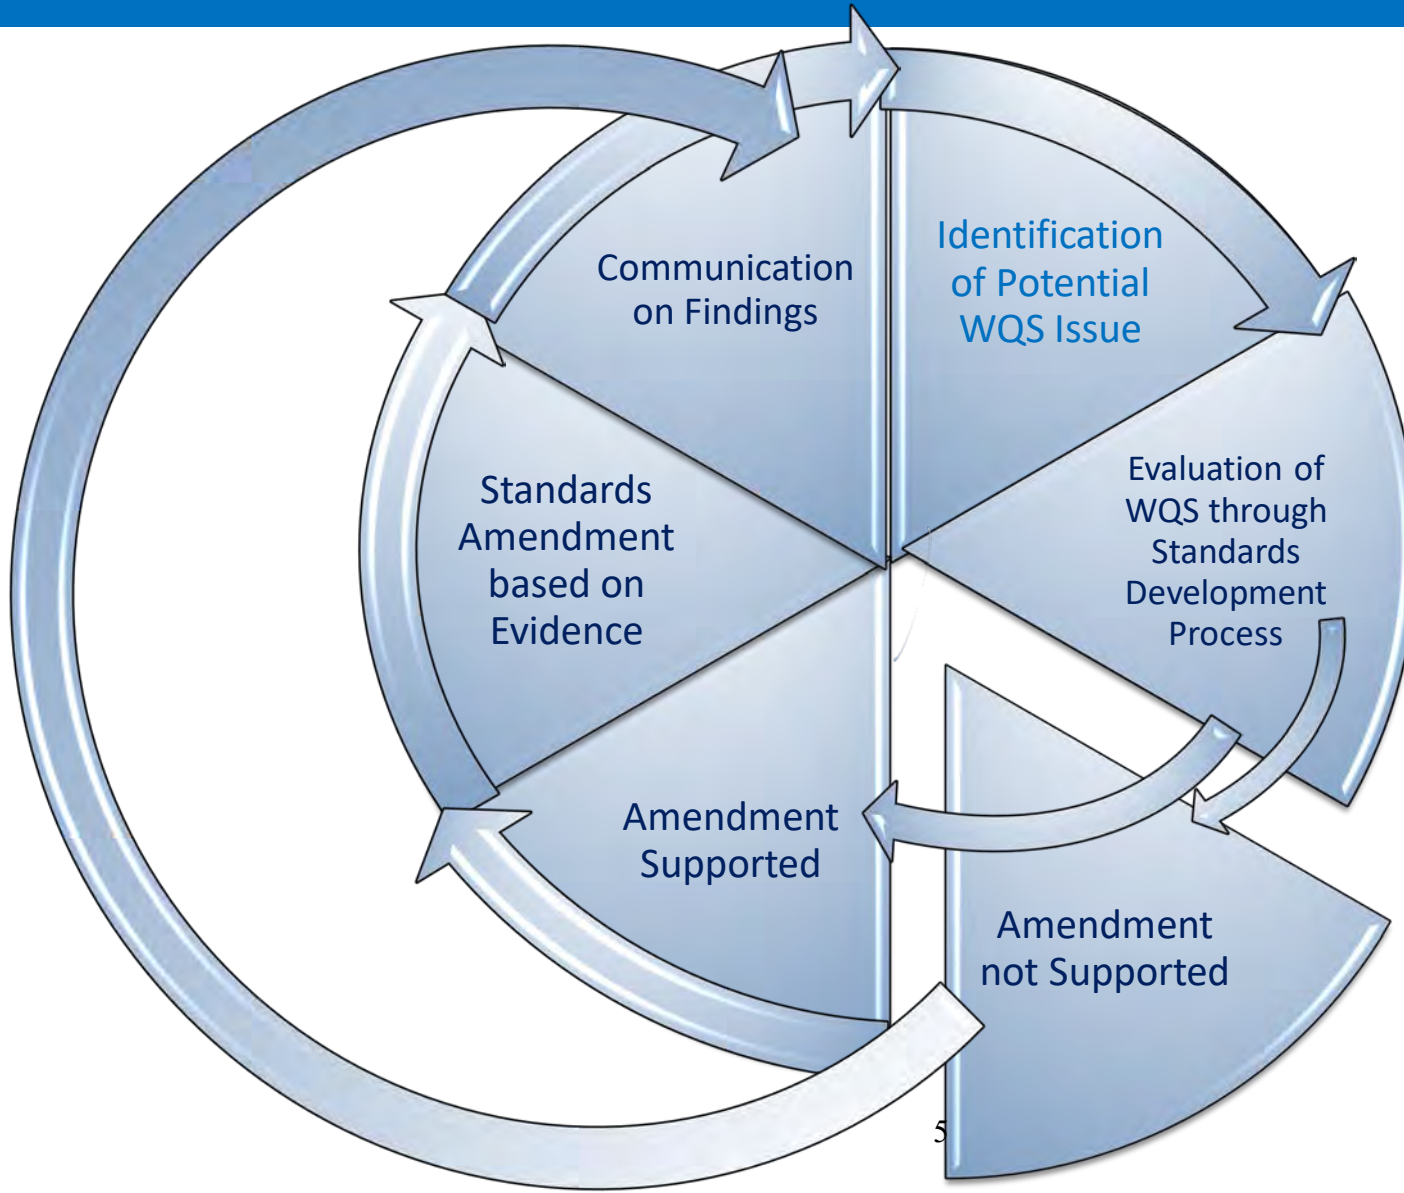 Identification
of Potential
WQS Issue
Evaluation of
WQS through
Standards
Development
Process
Amendment
not Supported
Amendment
Supported
Standards
Amendment
based on
Evidence
Communication
on Findings
5